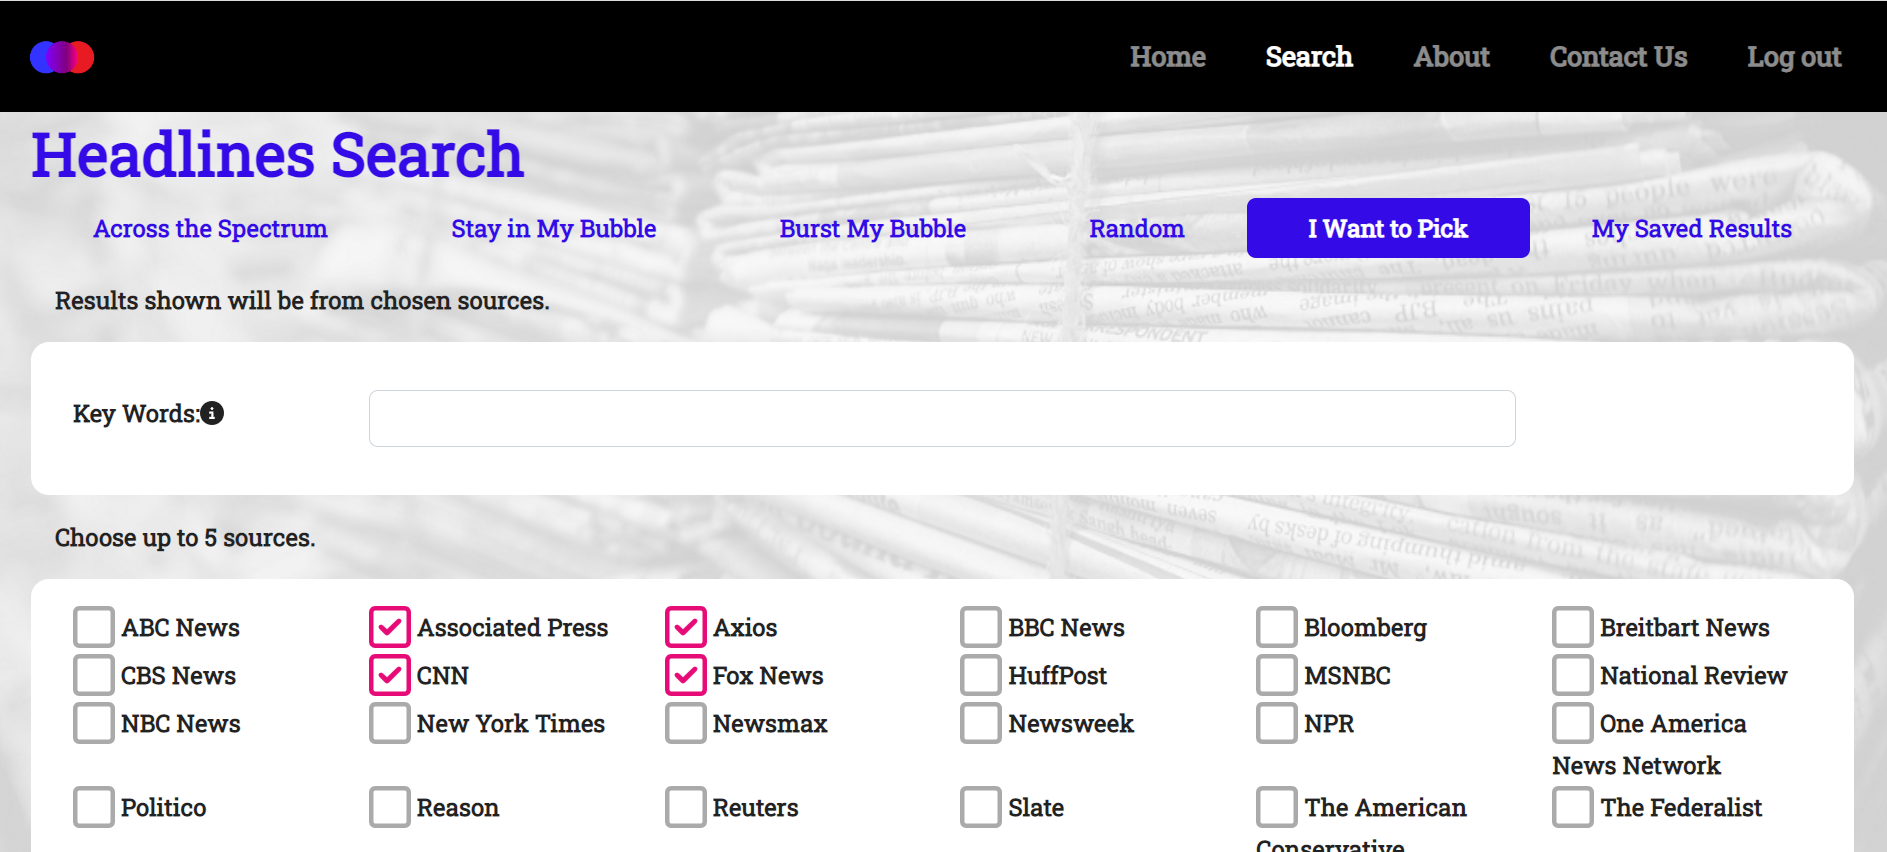 Home Search About Contact Us Log out
Headlines Search
Across the Spectrum Stay in My Bubble Burst My Bubble Random I Want to Pick My Saved Results
Results shown will be from chosen sources.
Key Words:
Choose up to 5 sources.
ABC News Associated Press Axios BBC News Bloomberg Breitbart News
CBS News CNN Fox News HuffPost MSNBC National Review
NBC News New York Times Newsmax Newsweek NPR One America
News Network
Politico Reason Reuters Slate The American The Federalist
Conservative